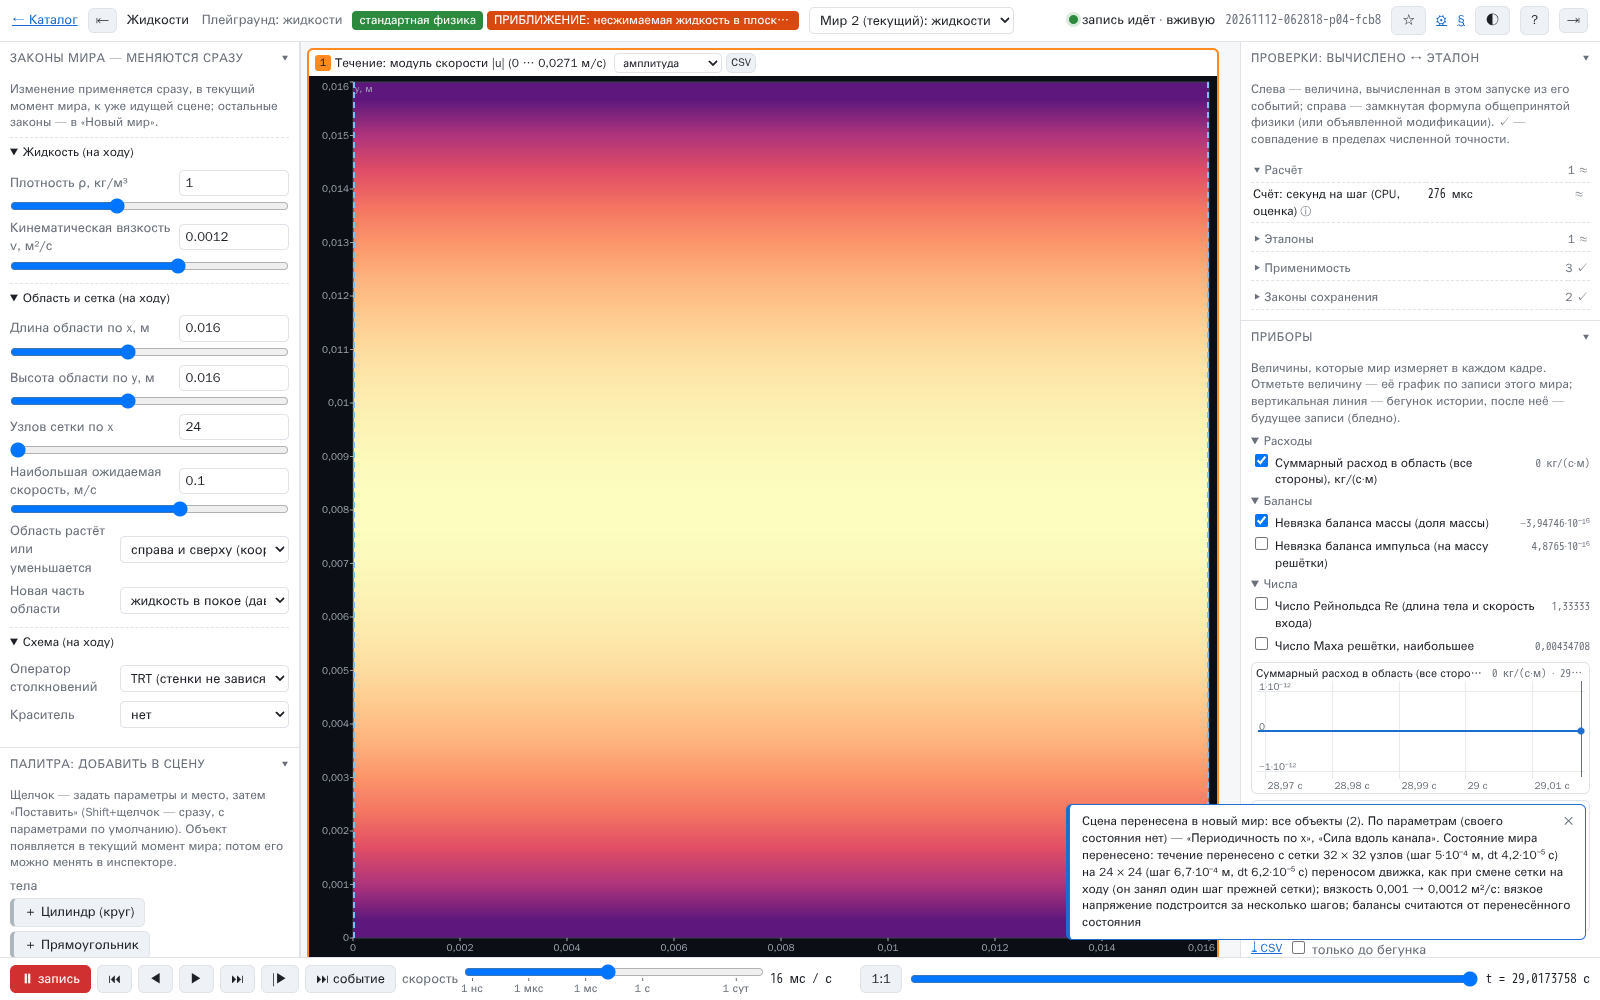 ← Каталог
⇤
Жидкости
Плейграунд: жидкости
стандартная физика
ПРИБЛИЖЕНИЕ: несжимаемая жидкость в плоск⋯
Мир 2 (текущий): жидкости
запись идёт · вживую
20261112-062818-p04-fcb8
☆
⚙
§
?
⇥
ЗАКОНЫ МИРА — МЕНЯЮТСЯ СРАЗУ
Изменение применяется сразу, в текущий
момент мира, к уже идущей сцене; остальные
законы — в «Новый мир».
Жидкость (на ходу)
Плотность ρ, кг/м³
1
Кинематическая вязкость
ν, м²/с
0.0012
Область и сетка (на ходу)
Длина области по x, м
0.016
Высота области по y, м
0.016
Узлов сетки по x
24
Наибольшая ожидаемая
скорость, м/с
0.1
Область растёт
или
уменьшается
справа и сверху (коор
Новая часть
области
жидкость в покое (дав
Схема (на ходу)
Оператор
столкновений
TRT (стенки не завися
Краситель
нет
ПАЛИТРА: ДОБАВИТЬ В СЦЕНУ
Щелчок — задать параметры и место, затем
«Поставить» (Shift+щелчок — сразу, с
параметрами по умолчанию). Объект
появляется в текущий момент мира; потом его
можно менять в инспекторе.
тела
+ Цилиндр (круг)
+ Прямоугольник
1 Течение: модуль скорости |u| (0 ⋯ 0,0271 м/с)
амплитуда
CSV
y, м
0,016
0,015
0,014
0,013
0,012
0,011
0,01
0,009
0,008
0,007
0,006
0,005
0,004
0,003
0,002
0,001
0
0
0,002
0,004
0,006
0,008
0,01
0,012
0,014
0,016
ПРОВЕРКИ: ВЫЧИСЛЕНО ↔ ЭТАЛОН
Слева — величина, вычисленная в этом запуске из его
событий; справа — замкнутая формула общепринятой
физики (или объявленной модификации). ✓ —
совпадение в пределах численной точности.
Расчёт
1 ≈
Счёт: секунд на шаг (CPU,
оценка) ⓘ
276 мкс
≈
Эталоны
1 ≈
Применимость
3 ✓
Законы сохранения
2 ✓
ПРИБОРЫ
Величины, которые мир измеряет в каждом кадре.
Отметьте величину — её график по записи этого мира;
вертикальная линия — бегунок истории, после неё —
будущее записи (бледно).
Расходы
Суммарный расход в область (все
стороны), кг/(с·м)
0 кг/(с·м)
Балансы
Невязка баланса массы (доля массы)
−3,94746·10⁻¹⁶
Невязка баланса импульса (на массу
решётки)
4,8765·10⁻¹⁶
Числа
Число Рейнольдса Re (длина тела и скорость
входа)
1,33333
Число Маха решётки, наибольшее
0,00434708
Суммарный расход в область (все сторо⋯
0 кг/(с·м) · 29⋯
1·10⁻¹²
0
−1·10⁻¹²
28,97 с
28,98 с
28,99 с
29 с
29,01 с
Сцена перенесена в новый мир: все объекты (2). По параметрам (своего
состояния нет) — «Периодичность по x», «Сила вдоль канала». Состояние мира
перенесено: течение перенесено с сетки 32 × 32 узлов (шаг 5·10⁻⁴ м, dt 4,2·10⁻⁵ с)
на 24 × 24 (шаг 6,7·10⁻⁴ м, dt 6,2·10⁻⁵ с) переносом движка, как при смене сетки на
ходу (он занял один шаг прежней сетки); вязкость 0,001 → 0,0012 м²/с: вязкое
напряжение подстроится за несколько шагов; балансы считаются от перенесённого
состояния
×
⤓ CSV
только до бегунка
⏸ запись
⏮
◀
▶
⏭
|▶
⏭ событие
скорость
1 нс
1 мкс
1 мс
1 с
1 сут
16 мс / с
1:1
t = 29,0173758 с